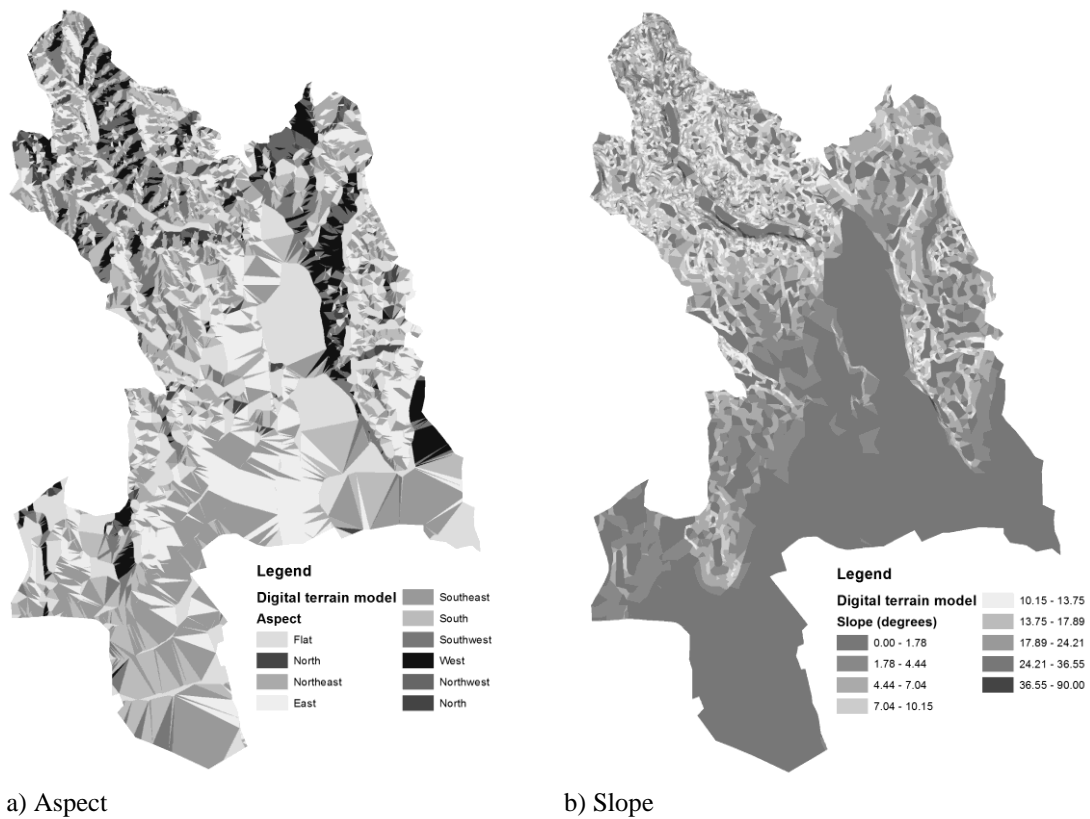 Legend
Digital terrain model
Aspect
Flat
North
Northeast
East
Southeast
South
Southwest
West
Northwest
North
Legend
Digital terrain model
Slope (degrees)
0.00 - 1.78
1.78 - 4.44
4.44 - 7.04
7.04 - 10.15
10.15 - 13.75
13.75 - 17.89
17.89 - 24.21
24.21 - 36.55
36.55 - 90.00
a) Aspect
b) Slope